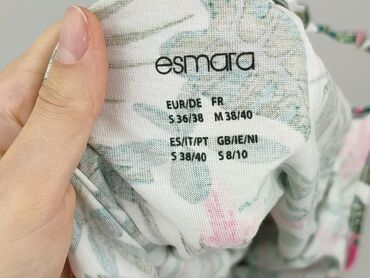 esmara
EUR/DE FR
S 36/38 M 38/40
ES/IT/PT GB/IE/NI
S 38/40 S 8/10